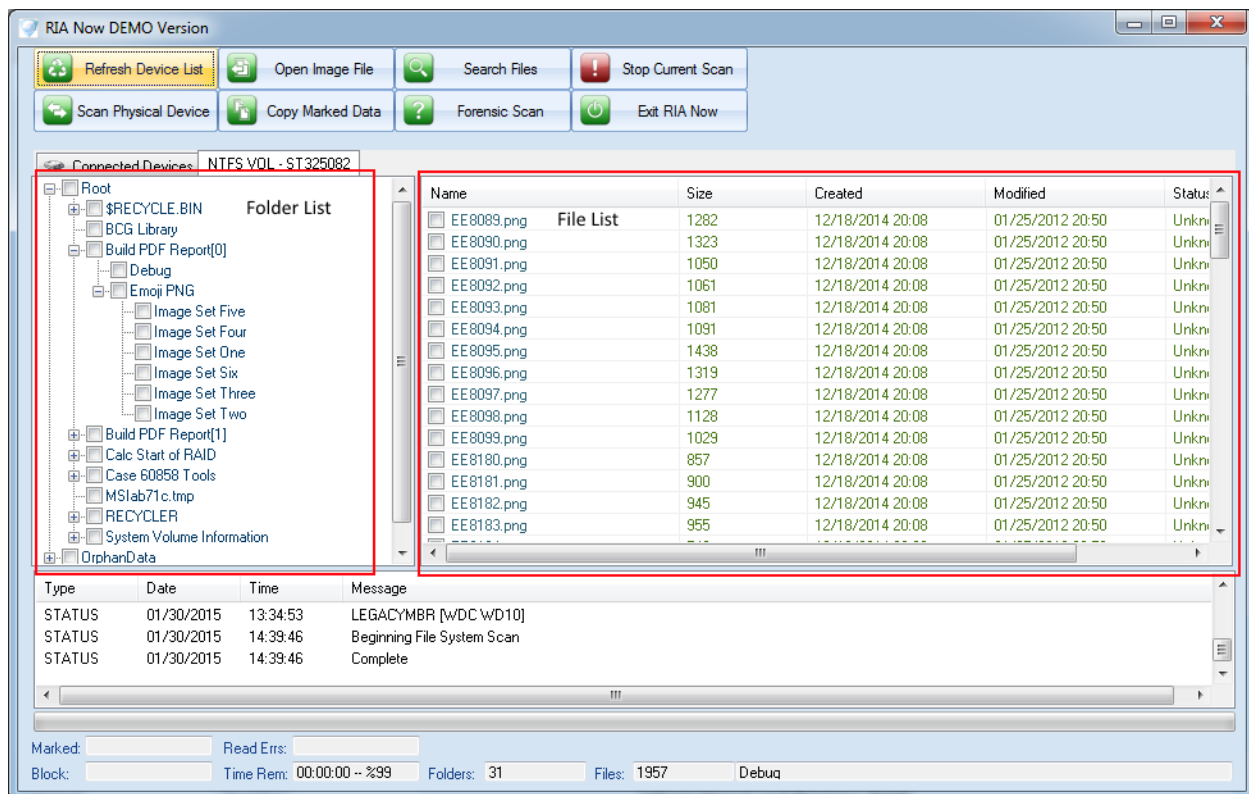 RIA Now DEMO Version
Refresh Device List Open Image File Search Files Stop Current Scan
Scan Physical Device Copy Marked Data Forensic Scan Exit RIA Now
Connected Devices NTFS VOL - ST325082
Root
$RECYCLE.BIN
BCG Library
Build PDF Report[0]
Debug
Emoji PNG
Image Set Five
Image Set Four
Image Set One
Image Set Six
Image Set Three
Image Set Two
Build PDF Report[1]
Calc Start of RAID
Case 60858 Tools
MSIab71c.tmp
RECYCLER
System Volume Information
OrphanData
Folder List
Name Size Created Modified Status
File List
EE8089.png 1282 12/18/2014 20:08 01/25/2012 20:50
EE8090.png 1323 12/18/2014 20:08 01/25/2012 20:50
EE8091.png 1050 12/18/2014 20:08 01/25/2012 20:50
EE8092.png 1061 12/18/2014 20:08 01/25/2012 20:50
EE8093.png 1081 12/18/2014 20:08 01/25/2012 20:50
EE8094.png 1091 12/18/2014 20:08 01/25/2012 20:50
EE8095.png 1438 12/18/2014 20:08 01/25/2012 20:50
EE8096.png 1319 12/18/2014 20:08 01/25/2012 20:50
EE8097.png 1277 12/18/2014 20:08 01/25/2012 20:50
EE8098.png 1128 12/18/2014 20:08 01/25/2012 20:50
EE8099.png 1029 12/18/2014 20:08 01/25/2012 20:50
EE8180.png 857 12/18/2014 20:08 01/25/2012 20:50
EE8181.png 900 12/18/2014 20:08 01/25/2012 20:50
EE8182.png 945 12/18/2014 20:08 01/25/2012 20:50
EE8183.png 955 12/18/2014 20:08 01/25/2012 20:50
Type Date Time Message
STATUS 01/30/2015 13:34:53 LEGACYMBR [WDC WD10]
STATUS 01/30/2015 14:39:46 Beginning File System Scan
STATUS 01/30/2015 14:39:46 Complete
Marked: Read Errs:
Block: Time Rem: 00:00:00 -- %99 Folders: 31 Files: 1957 Debug